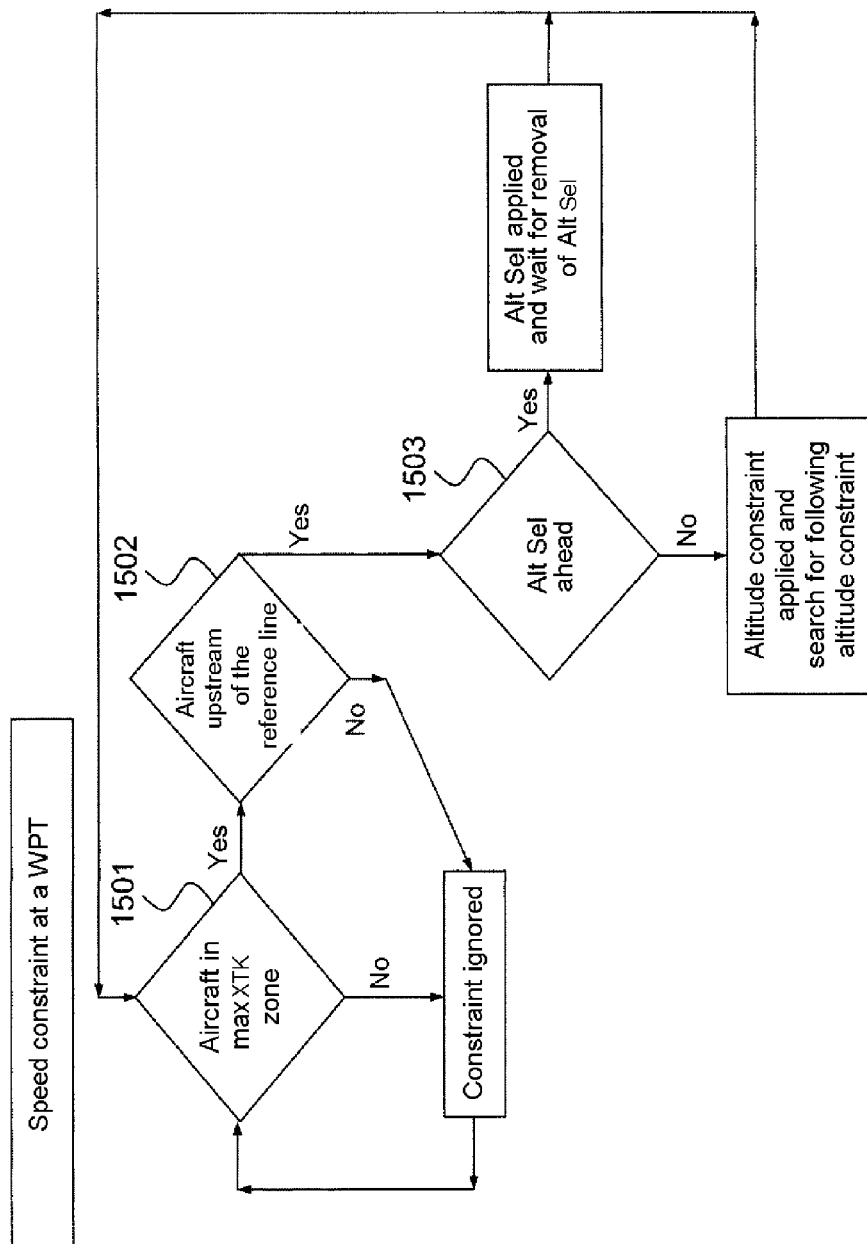 Speed constraint at a WPT
1501
Aircraft in
max XTK
zone
Yes
No
Constraint ignored
1502
Aircraft
upstream
of the
reference line
Yes
No
1503
Alt Sel
ahead
Yes
No
Alt Sel applied
and wait for removal
of Alt Sel
Altitude constraint
applied and
search for following
altitude constraint